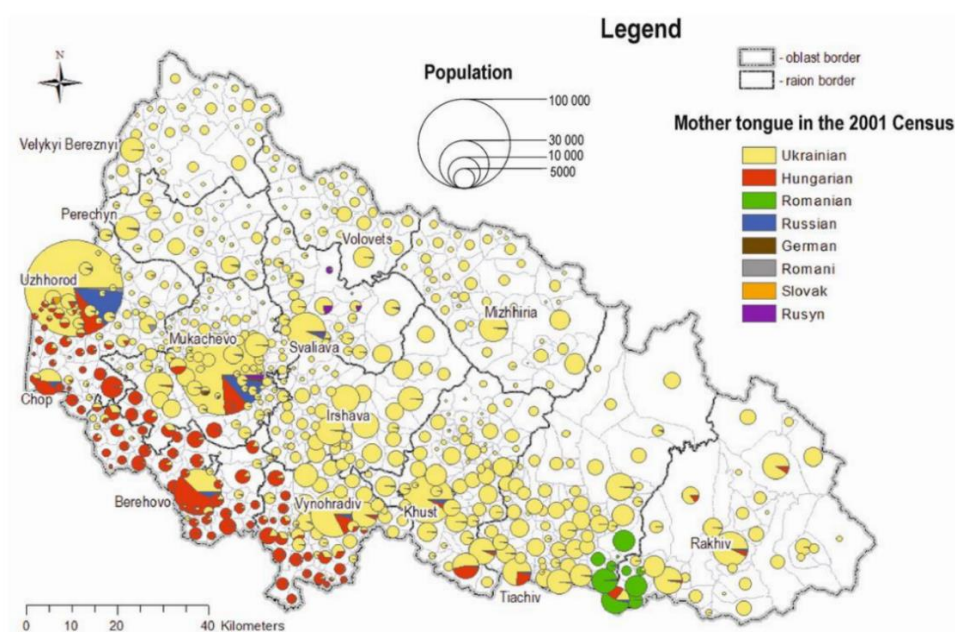 Legend
N
Population
100 000
30 000
10 000
5000
- oblast border
- raion border
Mother tongue in the 2001 Census
Ukrainian
Hungarian
Romanian
Russian
German
Romani
Slovak
Rusyn
Velykyi Bereznyi
Perechyn
Volovets
Uzhhorod
Mizhhiria
Mukachevo
Svaliava
Chop
Irshava
Berehovo
Vynohradiv
Khust
Rakhiv
Tiachiv
0 10 20 40 Kilometers